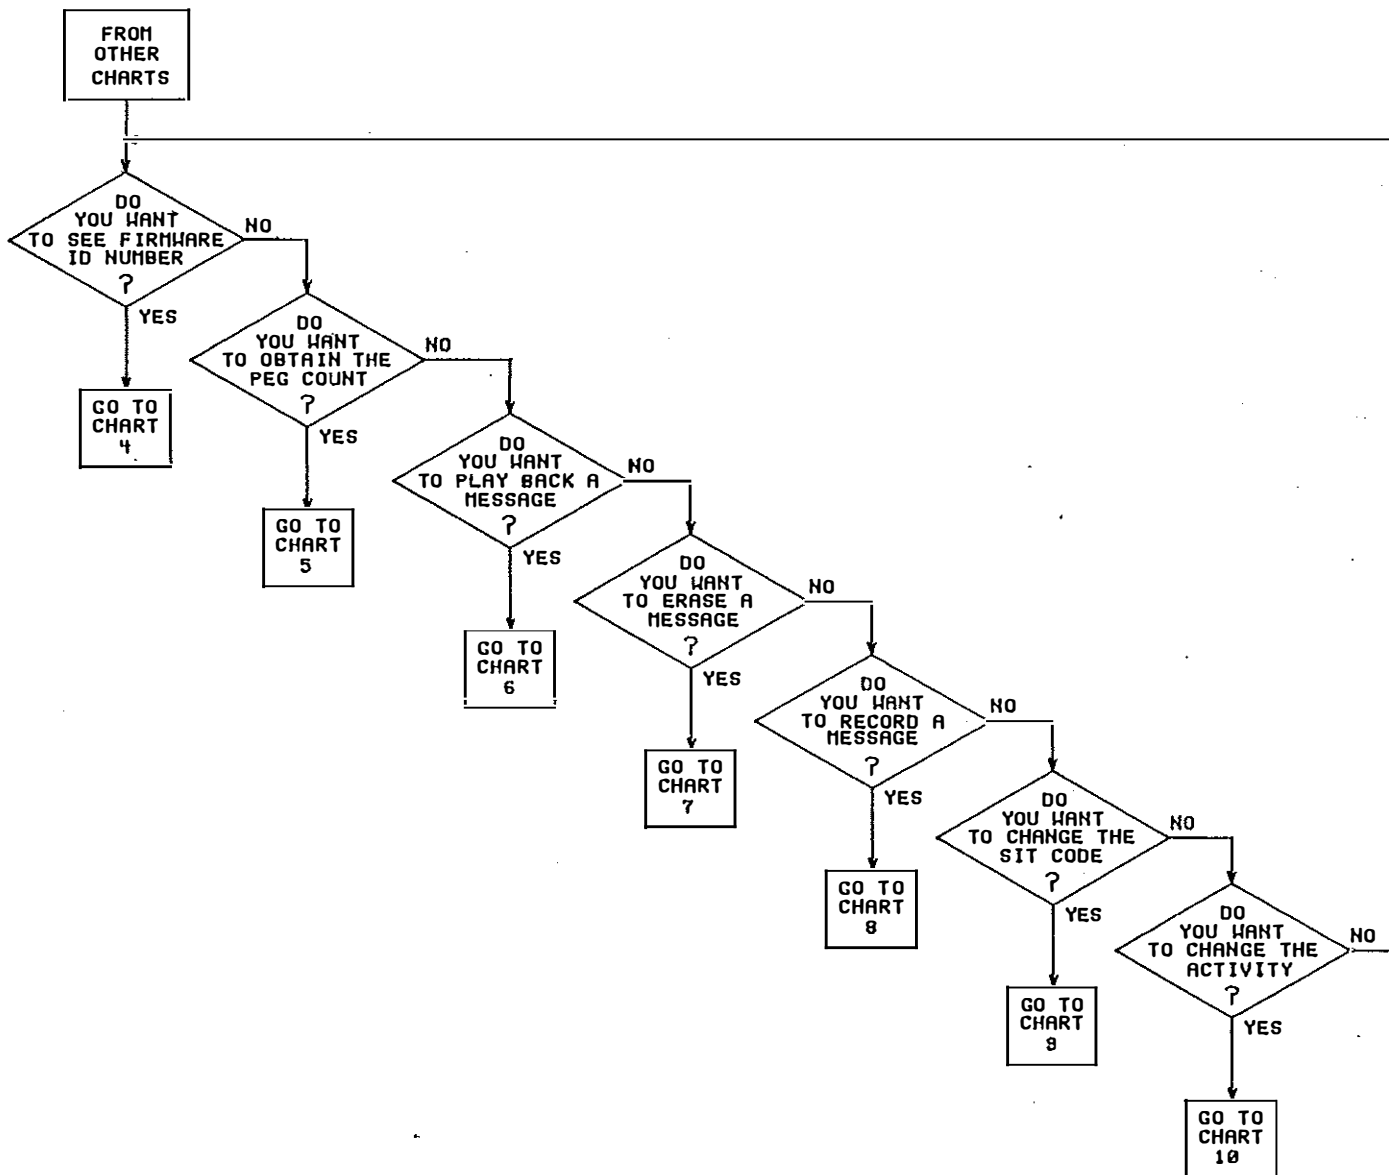 FROM
OTHER
CHARTS
DO
YOU WANT
TO SEE FIRMWARE
ID NUMBER
?
NO
YES
GO TO
CHART
4
DO
YOU WANT
TO OBTAIN THE
PEG COUNT
?
NO
YES
GO TO
CHART
5
DO
YOU WANT
TO PLAY BACK A
MESSAGE
?
NO
YES
GO TO
CHART
6
DO
YOU WANT
TO ERASE A
MESSAGE
?
NO
YES
GO TO
CHART
7
DO
YOU WANT
TO RECORD A
MESSAGE
?
NO
YES
GO TO
CHART
8
DO
YOU WANT
TO CHANGE THE
SIT CODE
?
NO
YES
GO TO
CHART
9
DO
YOU WANT
TO CHANGE THE
ACTIVITY
?
NO
YES
GO TO
CHART
10